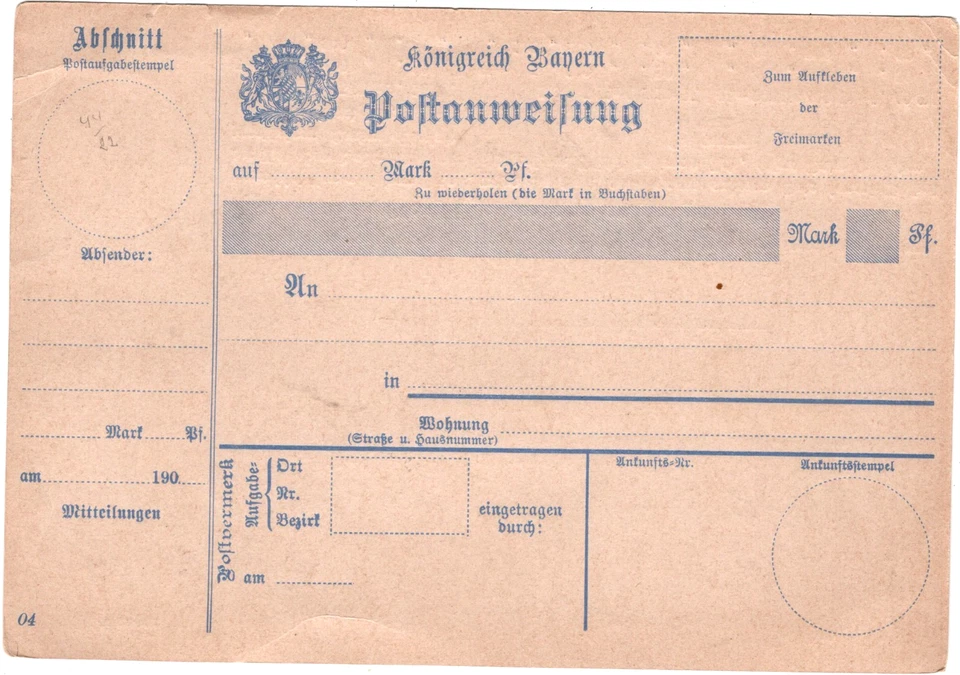 Abschnitt
Postaufgabestempel
44
22
Absender:
Mark Pf.
am 190
Mitteilungen
04
Königreich Bayern
Postanweisung
auf Mark Pf.
Zu wiederholen (die Mark in Buchstaben)
Mark Pf.
Zum Aufkleben
der
Freimarken
An
in
Wohnung
(Straße u. Hausnummer)
Postvermerk
Aufgabe-
Ort
Nr.
Bezirk
am
eingetragen
durch:
Ankunfts-Nr.
Ankunftsstempel